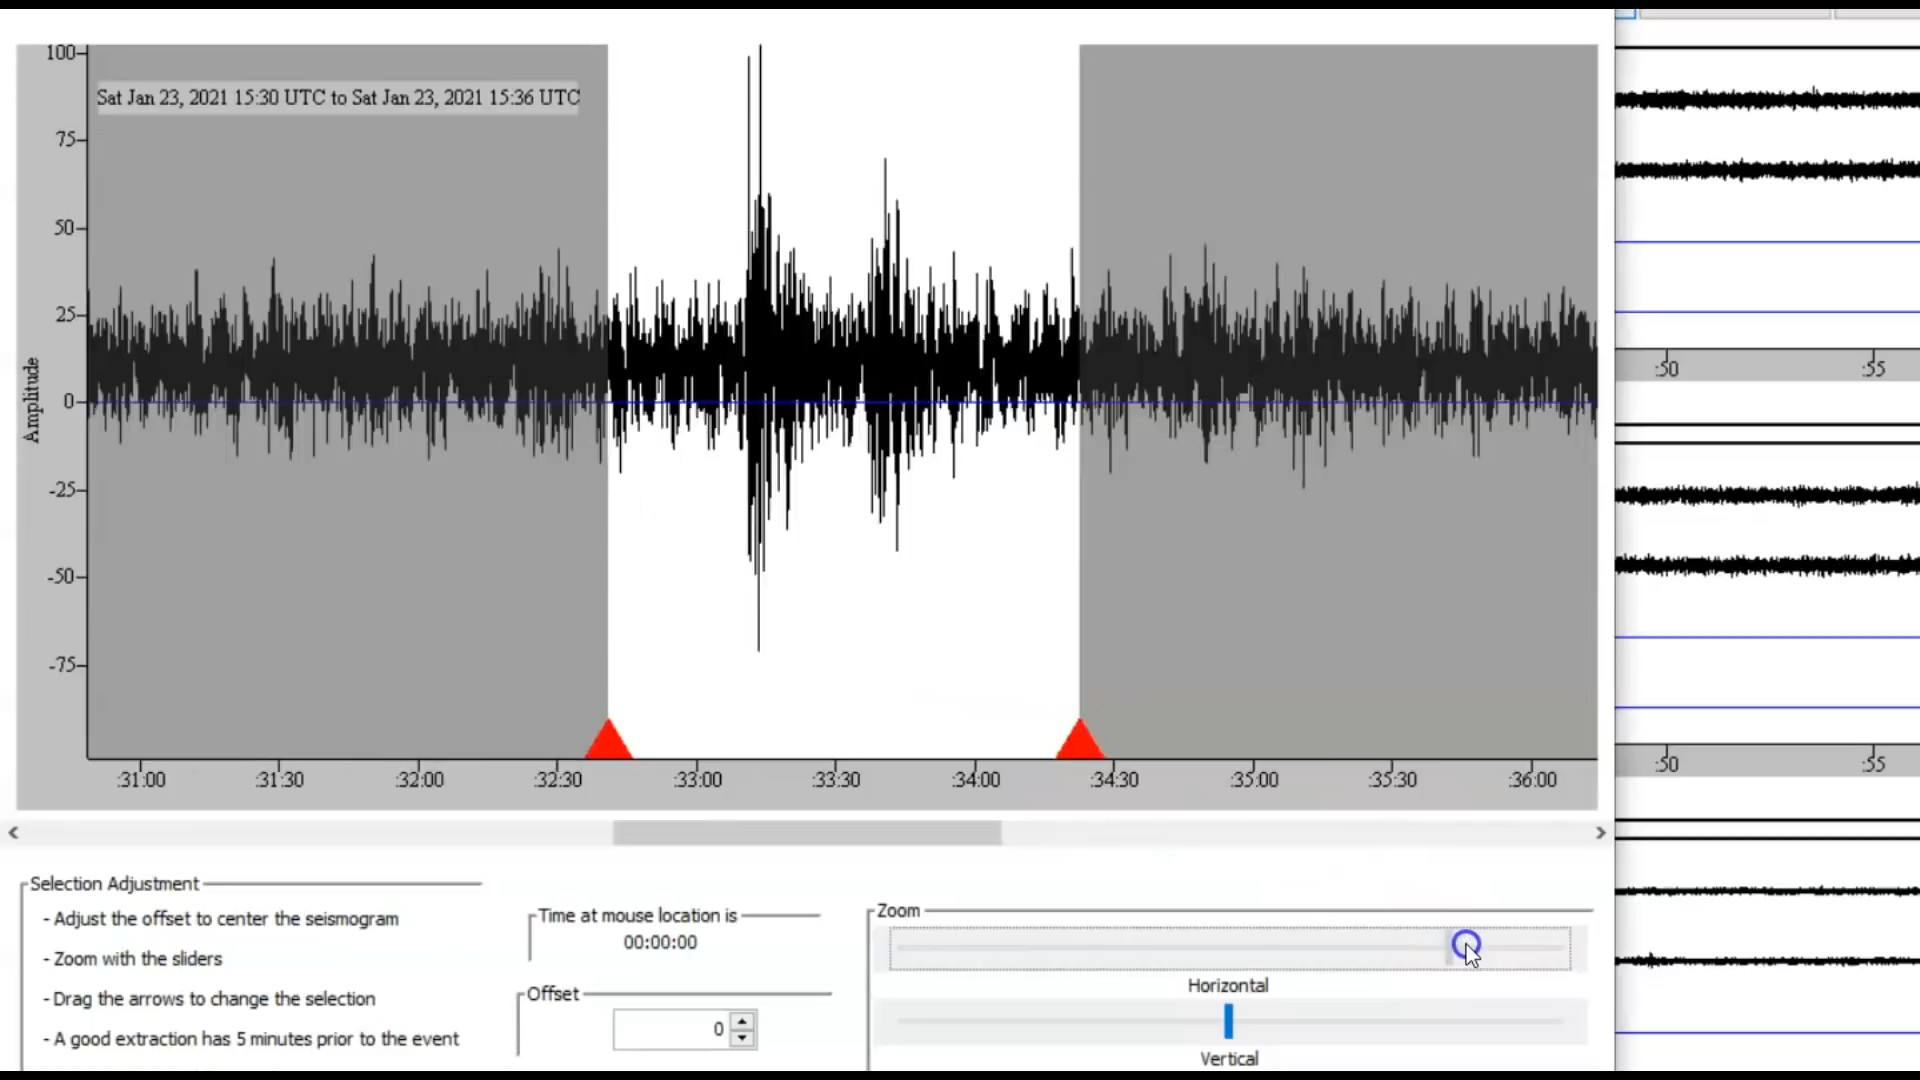 100
Sat Jan 23, 2021 15:30 UTC to Sat Jan 23, 2021 15:36 UTC
75
50
25
0
-25
-50
-75
Amplitude
:31:00 :31:30 :32:00 :32:30 :33:00 :33:30 :34:00 :34:30 :35:00 :35:30 :36:00
:50 :55
:50 :55
Selection Adjustment
- Adjust the offset to center the seismogram
- Zoom with the sliders
- Drag the arrows to change the selection
- A good extraction has 5 minutes prior to the event
Time at mouse location is
00:00:00
Offset
0
Zoom
Horizontal
Vertical